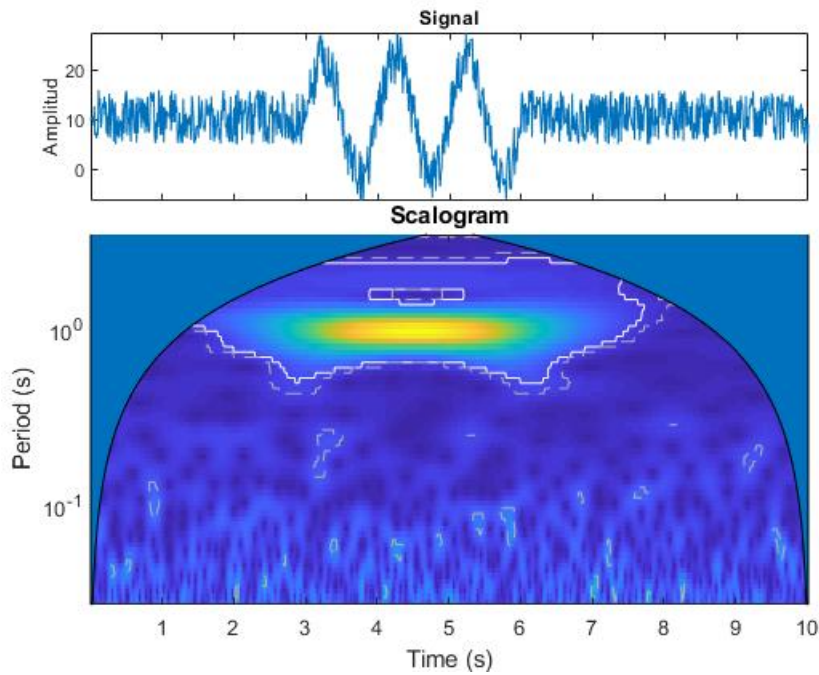 Signal
20
10
0
Amplitud
Scalogram
10^0
10^-1
Period (s)
1 2 3 4 5 6 7 8 9 10
Time (s)